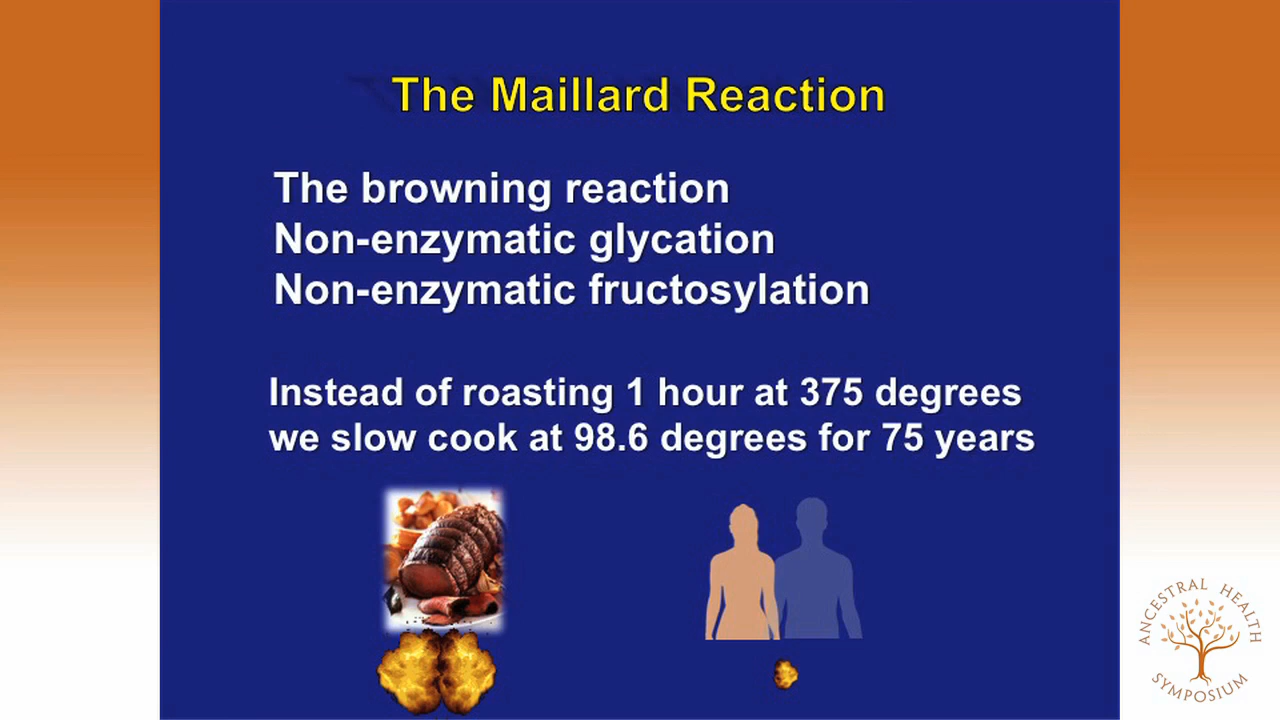 The Maillard Reaction
The browning reaction
Non-enzymatic glycation
Non-enzymatic fructosylation
Instead of roasting 1 hour at 375 degrees
we slow cook at 98.6 degrees for 75 years
ANCESTRAL HEALTH
SYMPOSIUM